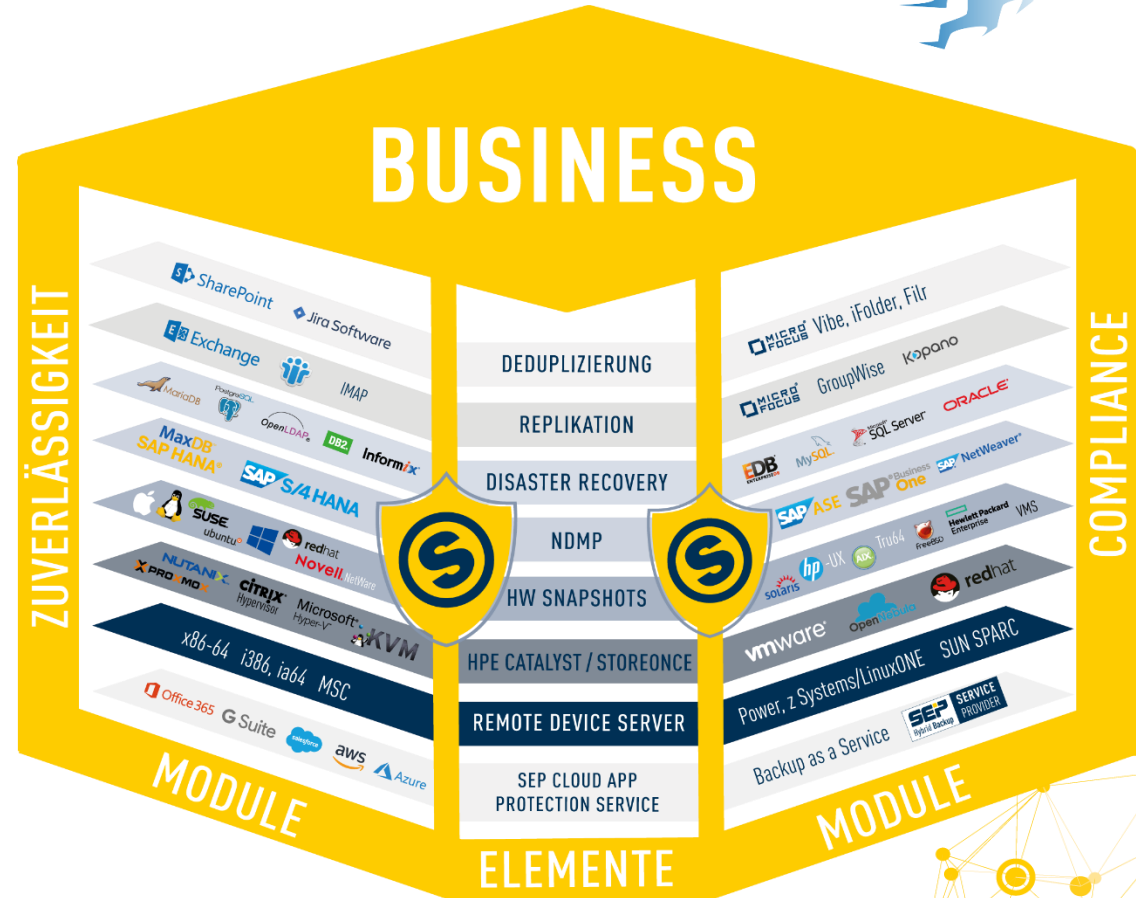 BUSINESS
ZUVERLÄSSIGKEIT
SharePoint Jira Software
Exchange IMAP
MariaDB PostgreSQL OpenLDAP DB2. Informix
MaxDB
SAP HANA® SAP S/4 HANA
SUSE ubuntu redhat
Novell. NetWare
NUTANIX. CITRIX Microsoft®
PROXMOX Hypervisor Hyper-V KVM
x86-64 i386, ia64 MSC
Office 365 G Suite salesforce aws Azure
MODULE
DEDUPLIZIERUNG
REPLIKATION
DISASTER RECOVERY
NDMP
HW SNAPSHOTS
HPE CATALYST / STOREONCE
REMOTE DEVICE SERVER
SEP CLOUD APP
PROTECTION SERVICE
ELEMENTE
S
S
MICRO FOCUS Vibe, iFolder, Filr
MICRO FOCUS GroupWise Kopano
EDB ENTERPRISEDB MySQL Microsoft SQL Server ORACLE
SAP ASE SAP® Business One SAP NetWeaver®
solaris hp-UX AIX Tru64 FreeBSD Hewlett Packard Enterprise VMS
vmware® OpenNebula redhat
Power, z Systems/LinuxONE SUN SPARC
Backup as a Service SEP Hybrid Backup SERVICE PROVIDER
MODULE
COMPLIANCE